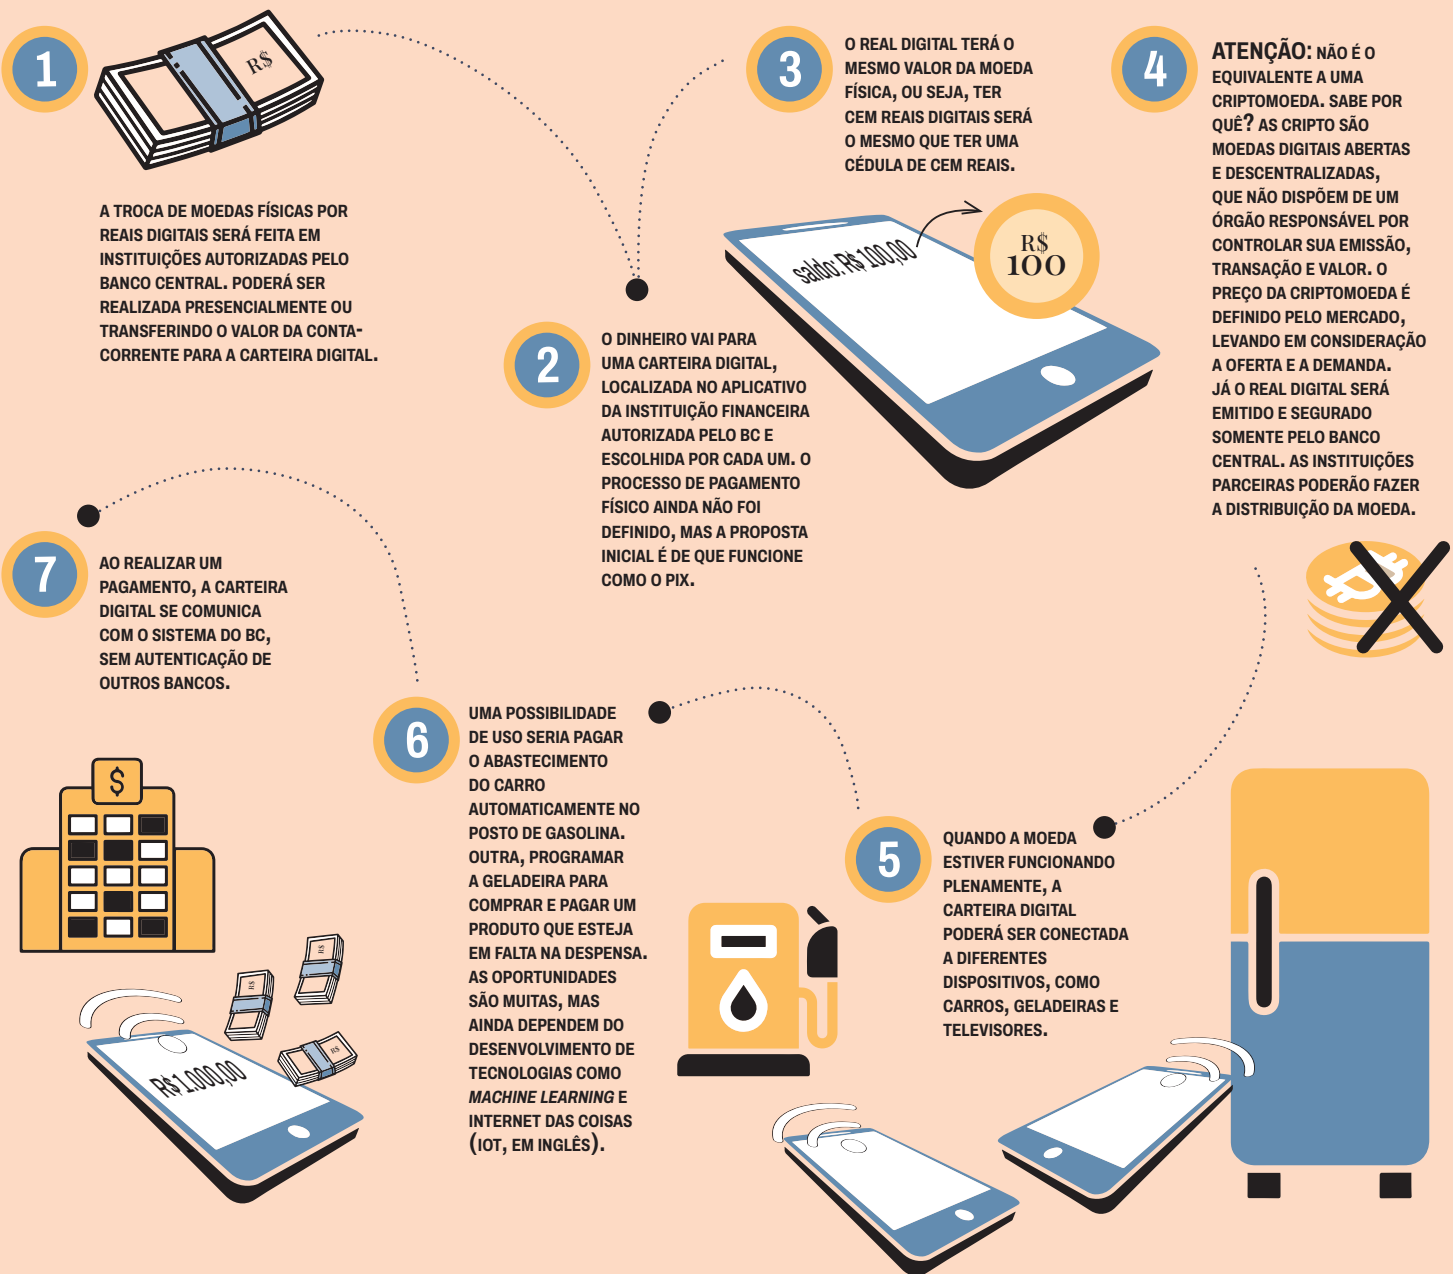 1
R$
A TROCA DE MOEDAS FÍSICAS POR
REAIS DIGITAIS SERÁ FEITA EM
INSTITUIÇÕES AUTORIZADAS PELO
BANCO CENTRAL. PODERÁ SER
REALIZADA PRESENCIALMENTE OU
TRANSFERINDO O VALOR DA CONTA-
CORRENTE PARA A CARTEIRA DIGITAL.
2
O DINHEIRO VAI PARA
UMA CARTEIRA DIGITAL,
LOCALIZADA NO APLICATIVO
DA INSTITUIÇÃO FINANCEIRA
AUTORIZADA PELO BC E
ESCOLHIDA POR CADA UM. O
PROCESSO DE PAGAMENTO
FÍSICO AINDA NÃO FOI
DEFINIDO, MAS A PROPOSTA
INICIAL É DE QUE FUNCIONE
COMO O PIX.
3
O REAL DIGITAL TERÁ O
MESMO VALOR DA MOEDA
FÍSICA, OU SEJA, TER
CEM REAIS DIGITAIS SERÁ
O MESMO QUE TER UMA
CÉDULA DE CEM REAIS.
saldo: R$ 100,00
R$
100
4
ATENÇÃO: NÃO É O
EQUIVALENTE A UMA
CRIPTOMOEDA. SABE POR
QUÊ? AS CRIPTO SÃO
MOEDAS DIGITAIS ABERTAS
E DESCENTRALIZADAS,
QUE NÃO DISPÕEM DE UM
ÓRGÃO RESPONSÁVEL POR
CONTROLAR SUA EMISSÃO,
TRANSAÇÃO E VALOR. O
PREÇO DA CRIPTOMOEDA É
DEFINIDO PELO MERCADO,
LEVANDO EM CONSIDERAÇÃO
A OFERTA E A DEMANDA.
JÁ O REAL DIGITAL SERÁ
EMITIDO E SEGURADO
SOMENTE PELO BANCO
CENTRAL. AS INSTITUIÇÕES
PARCEIRAS PODERÃO FAZER
A DISTRIBUIÇÃO DA MOEDA.
5
QUANDO A MOEDA
ESTIVER FUNCIONANDO
PLENAMENTE, A
CARTEIRA DIGITAL
PODERÁ SER CONECTADA
A DIFERENTES
DISPOSITIVOS, COMO
CARROS, GELADEIRAS E
TELEVISORES.
6
UMA POSSIBILIDADE
DE USO SERIA PAGAR
O ABASTECIMENTO
DO CARRO
AUTOMATICAMENTE NO
POSTO DE GASOLINA.
OUTRA, PROGRAMAR
A GELADEIRA PARA
COMPRAR E PAGAR UM
PRODUTO QUE ESTEJA
EM FALTA NA DESPENSA.
AS OPORTUNIDADES
SÃO MUITAS, MAS
AINDA DEPENDEM DO
DESENVOLVIMENTO DE
TECNOLOGIAS COMO
MACHINE LEARNING E
INTERNET DAS COISAS
(IOT, EM INGLÊS).
7
AO REALIZAR UM
PAGAMENTO, A CARTEIRA
DIGITAL SE COMUNICA
COM O SISTEMA DO BC,
SEM AUTENTICAÇÃO DE
OUTROS BANCOS.
$
R$
R$
R$
R$1.000,00